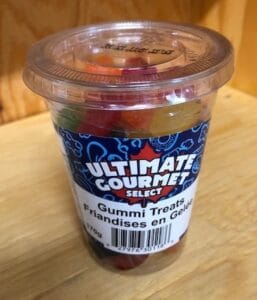 ULTIMATE
GOURMET
SELECT
Gummi Treats
Friandises en Gelée